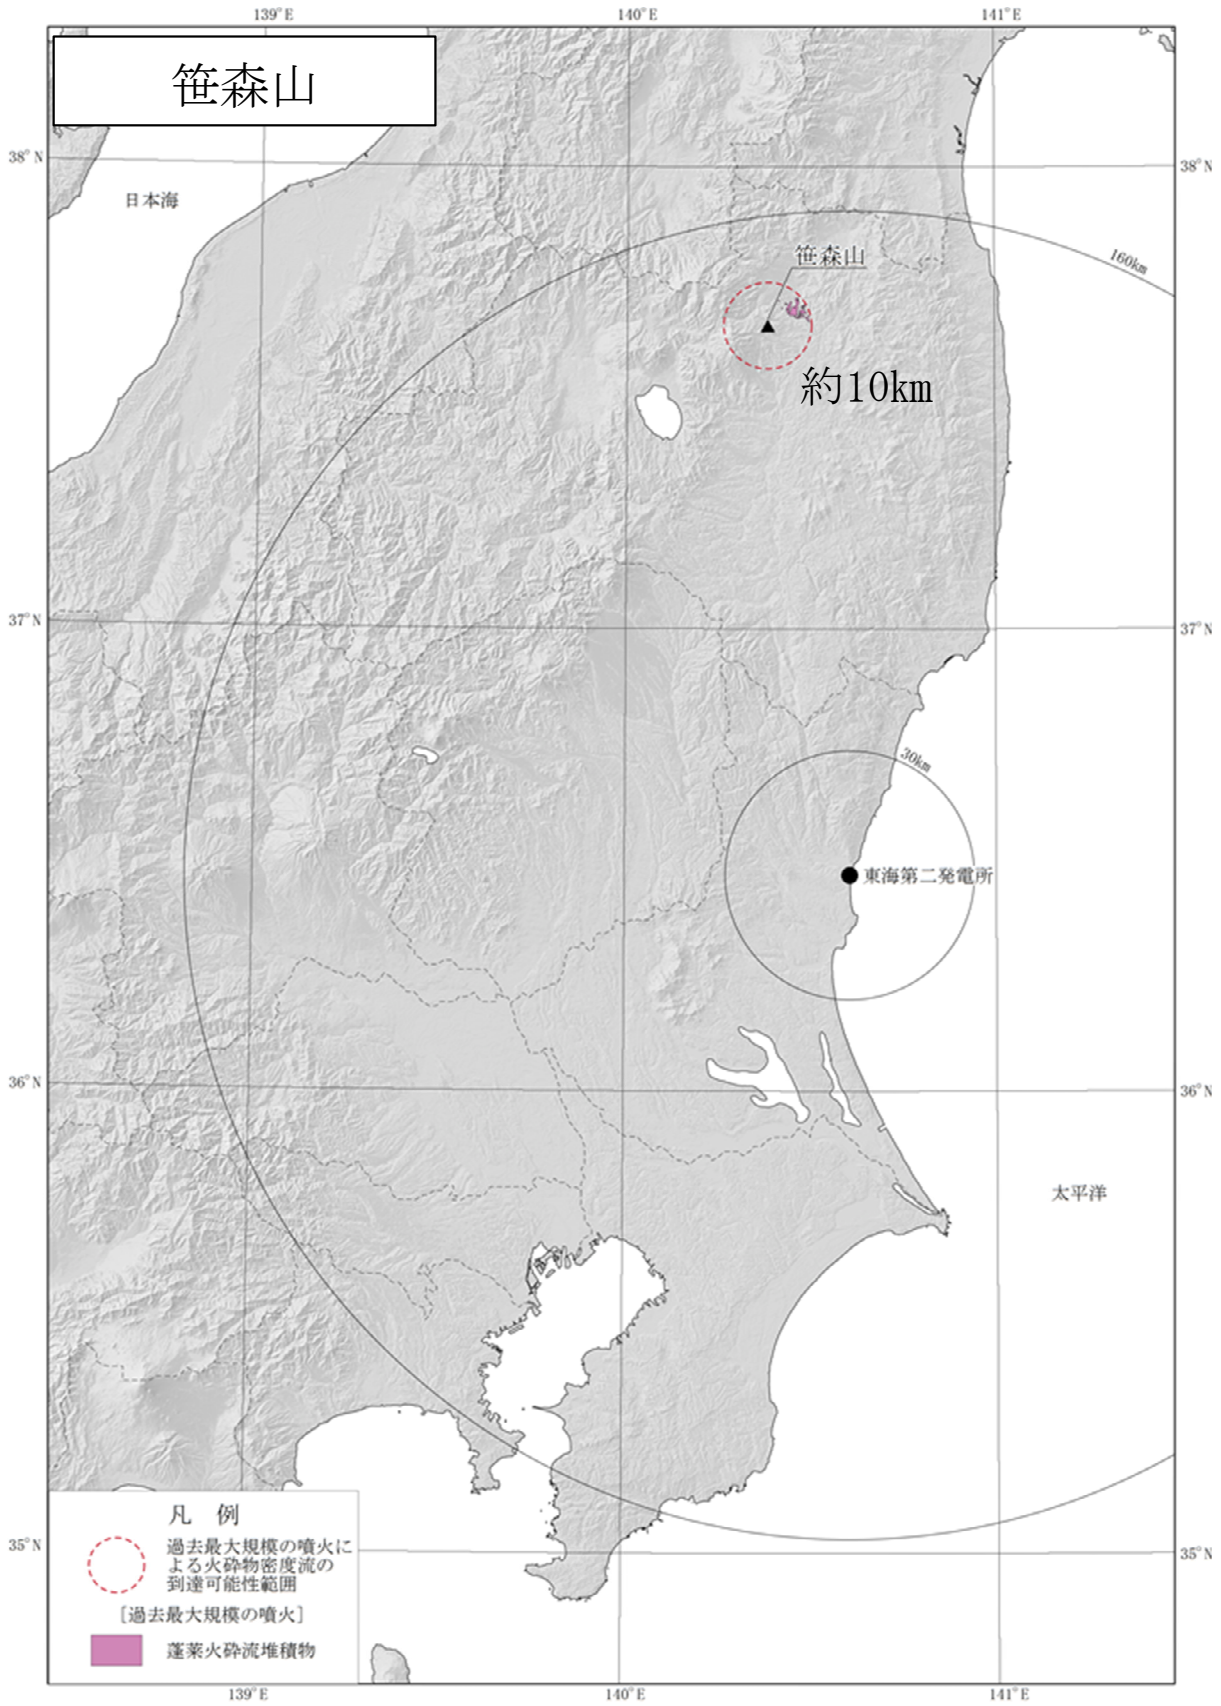 139°E
140°E
141°E
笹森山
38°N
38°N
日本海
笹森山
160km
約10km
37°N
37°N
30km
東海第二発電所
36°N
36°N
太平洋
凡 例
過去最大規模の噴火に
よる火砕物密度流の
到達可能性範囲
［過去最大規模の噴火］
蓬莱火砕流堆積物
35°N
35°N
139°E
140°E
141°E